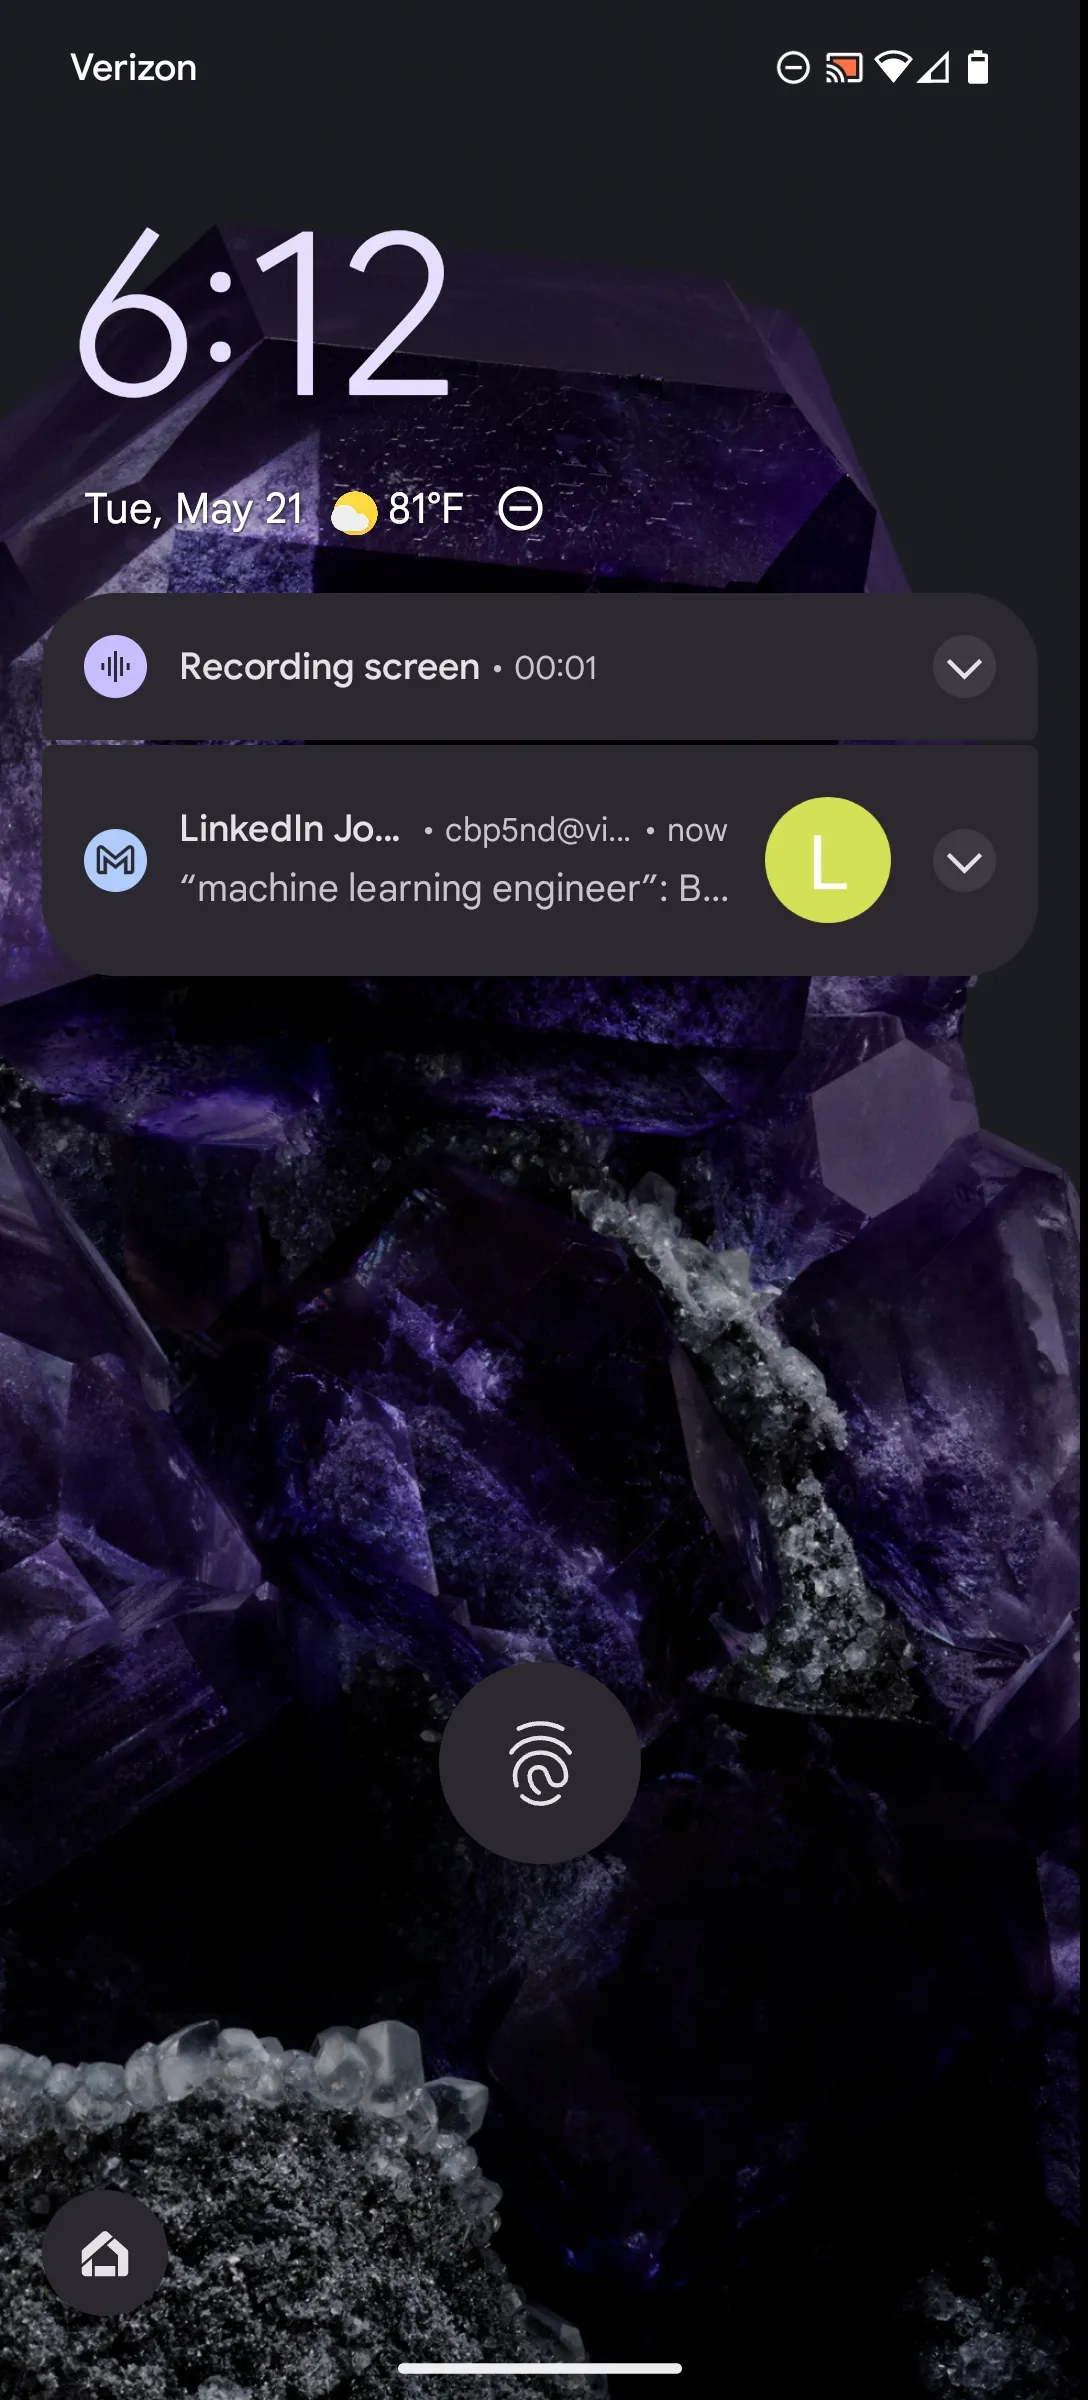 Verizon
6:12
Tue, May 21 81°F
Recording screen • 00:01
LinkedIn Jo... • cbp5nd@vi... • now
“machine learning engineer”: B...
L